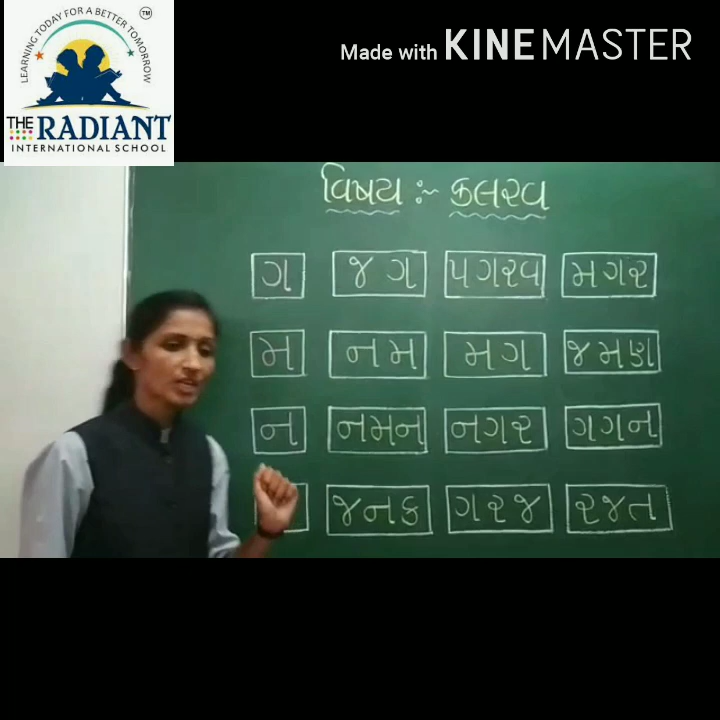 LEARNING TODAY FOR A BETTER TOMORROW
TM
THE RADIANT
INTERNATIONAL SCHOOL
Made with KINEMASTER
વિષય :- કલરવ
ગ જગ પગરવ મગર
મ નમ મગ જમણ
ન નમન નગર ગગન
જનક ગરજ રજત